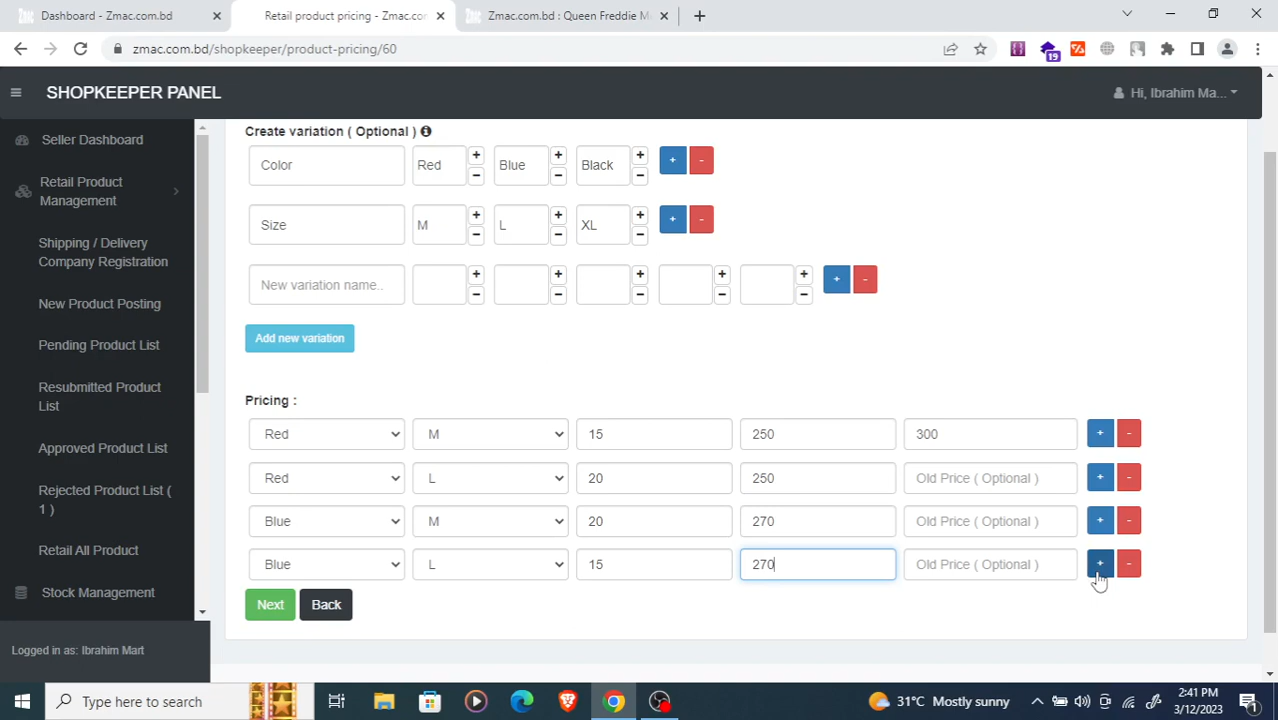 Dashboard - Zmac.com.bd
Retail product pricing - Zmac.com
Zmac.com.bd : Queen Freddie M
zmac.com.bd/shopkeeper/product-pricing/60
19
SHOPKEEPER PANEL
Hi, Ibrahim Ma...
Seller Dashboard
Retail Product
Management
Shipping / Delivery
Company Registration
New Product Posting
Pending Product List
Resubmitted Product
List
Approved Product List
Rejected Product List (
1 )
Retail All Product
Stock Management
Logged in as: Ibrahim Mart
Create variation ( Optional )
Color Red + - Blue + - Black + - + -
Size M + - L + - XL + - + -
New variation name.. + - + - + - + - + - + -
Add new variation
Pricing :
Red M 15 250 300 + -
Red L 20 250 Old Price ( Optional ) + -
Blue M 20 270 Old Price ( Optional ) + -
Blue L 15 270 Old Price ( Optional ) + -
Next Back
Type here to search
31°C Mostly sunny
2:41 PM
3/12/2023
1